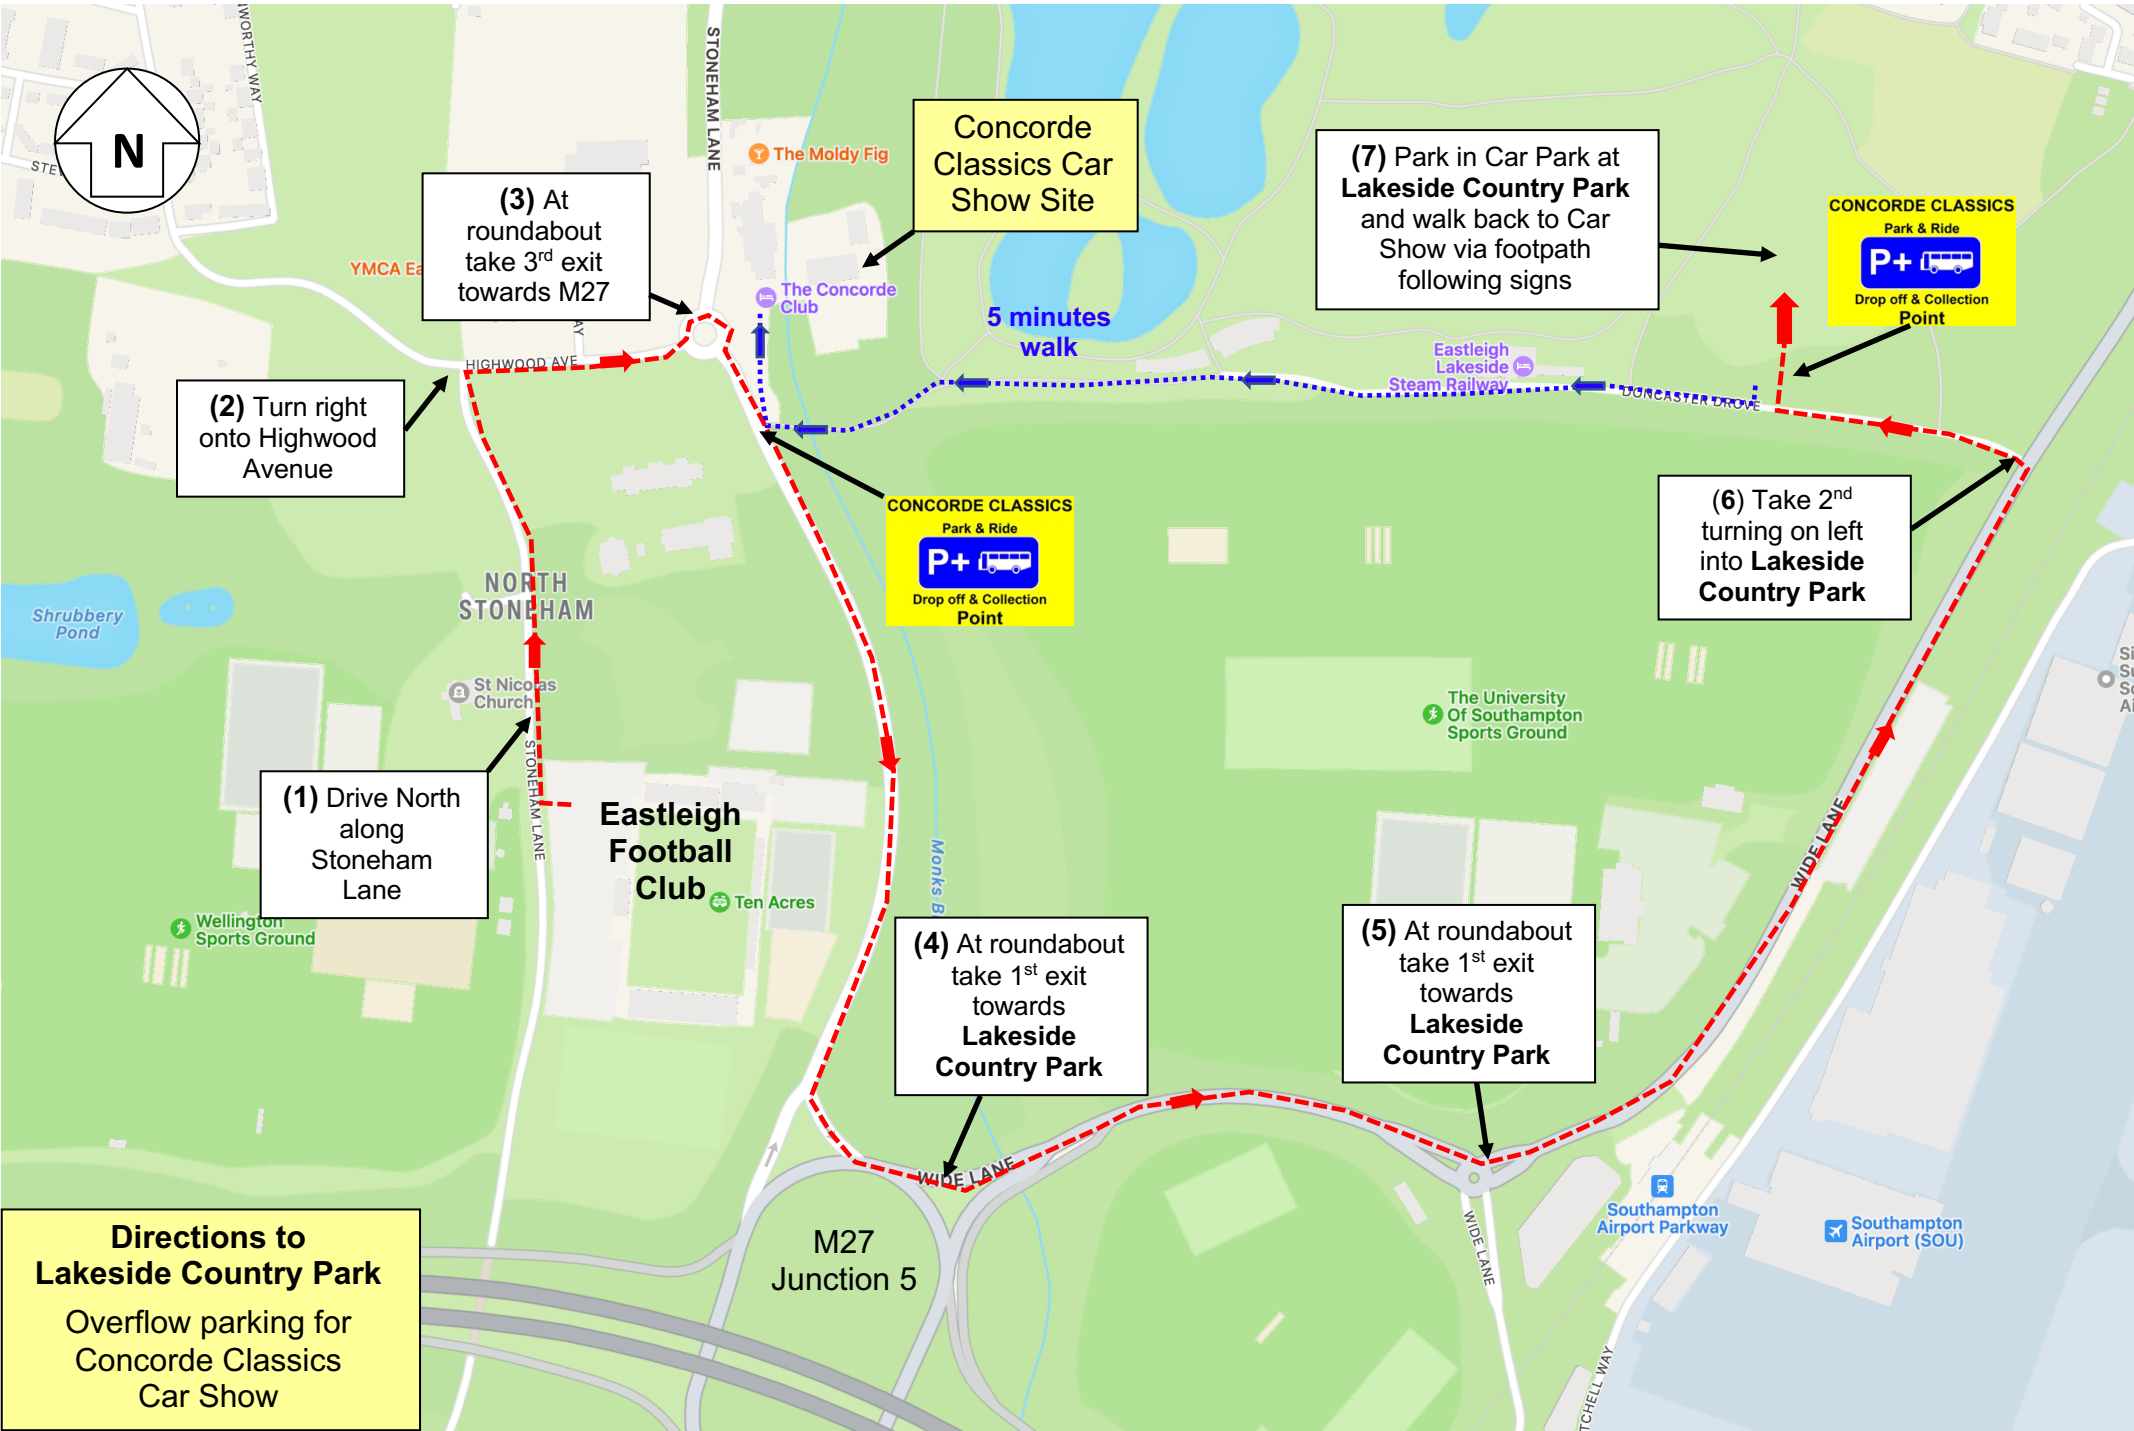 STONEHAM LANE
N
The Moldy Fig
Concorde
Classics Car
Show Site
(3) At
roundabout
take 3rd exit
towards M27
(7) Park in Car Park at
Lakeside Country Park
and walk back to Car
Show via footpath
following signs
CONCORDE CLASSICS
Park & Ride
P+
Drop off & Collection
Point
YMCA
The Concorde
Club
5 minutes
walk
Eastleigh
Lakeside
Steam Railway
HIGHWOOD AVE
DONCASTER DROVE
(2) Turn right
onto Highwood
Avenue
CONCORDE CLASSICS
Park & Ride
P+
Drop off & Collection
Point
(6) Take 2nd
turning on left
into Lakeside
Country Park
NORTH
STONEHAM
Shrubbery
Pond
St Nicolas
Church
The University
Of Southampton
Sports Ground
STONEHAM LANE
(1) Drive North
along
Stoneham
Lane
Eastleigh
Football
Club
Ten Acres
Monks
WIDE LANE
Wellington
Sports Ground
(4) At roundabout
take 1st exit
towards
Lakeside
Country Park
(5) At roundabout
take 1st exit
towards
Lakeside
Country Park
WIDE LANE
WIDE LANE
Southampton
Airport Parkway
Southampton
Airport (SOU)
M27
Junction 5
Directions to
Lakeside Country Park
Overflow parking for
Concorde Classics
Car Show